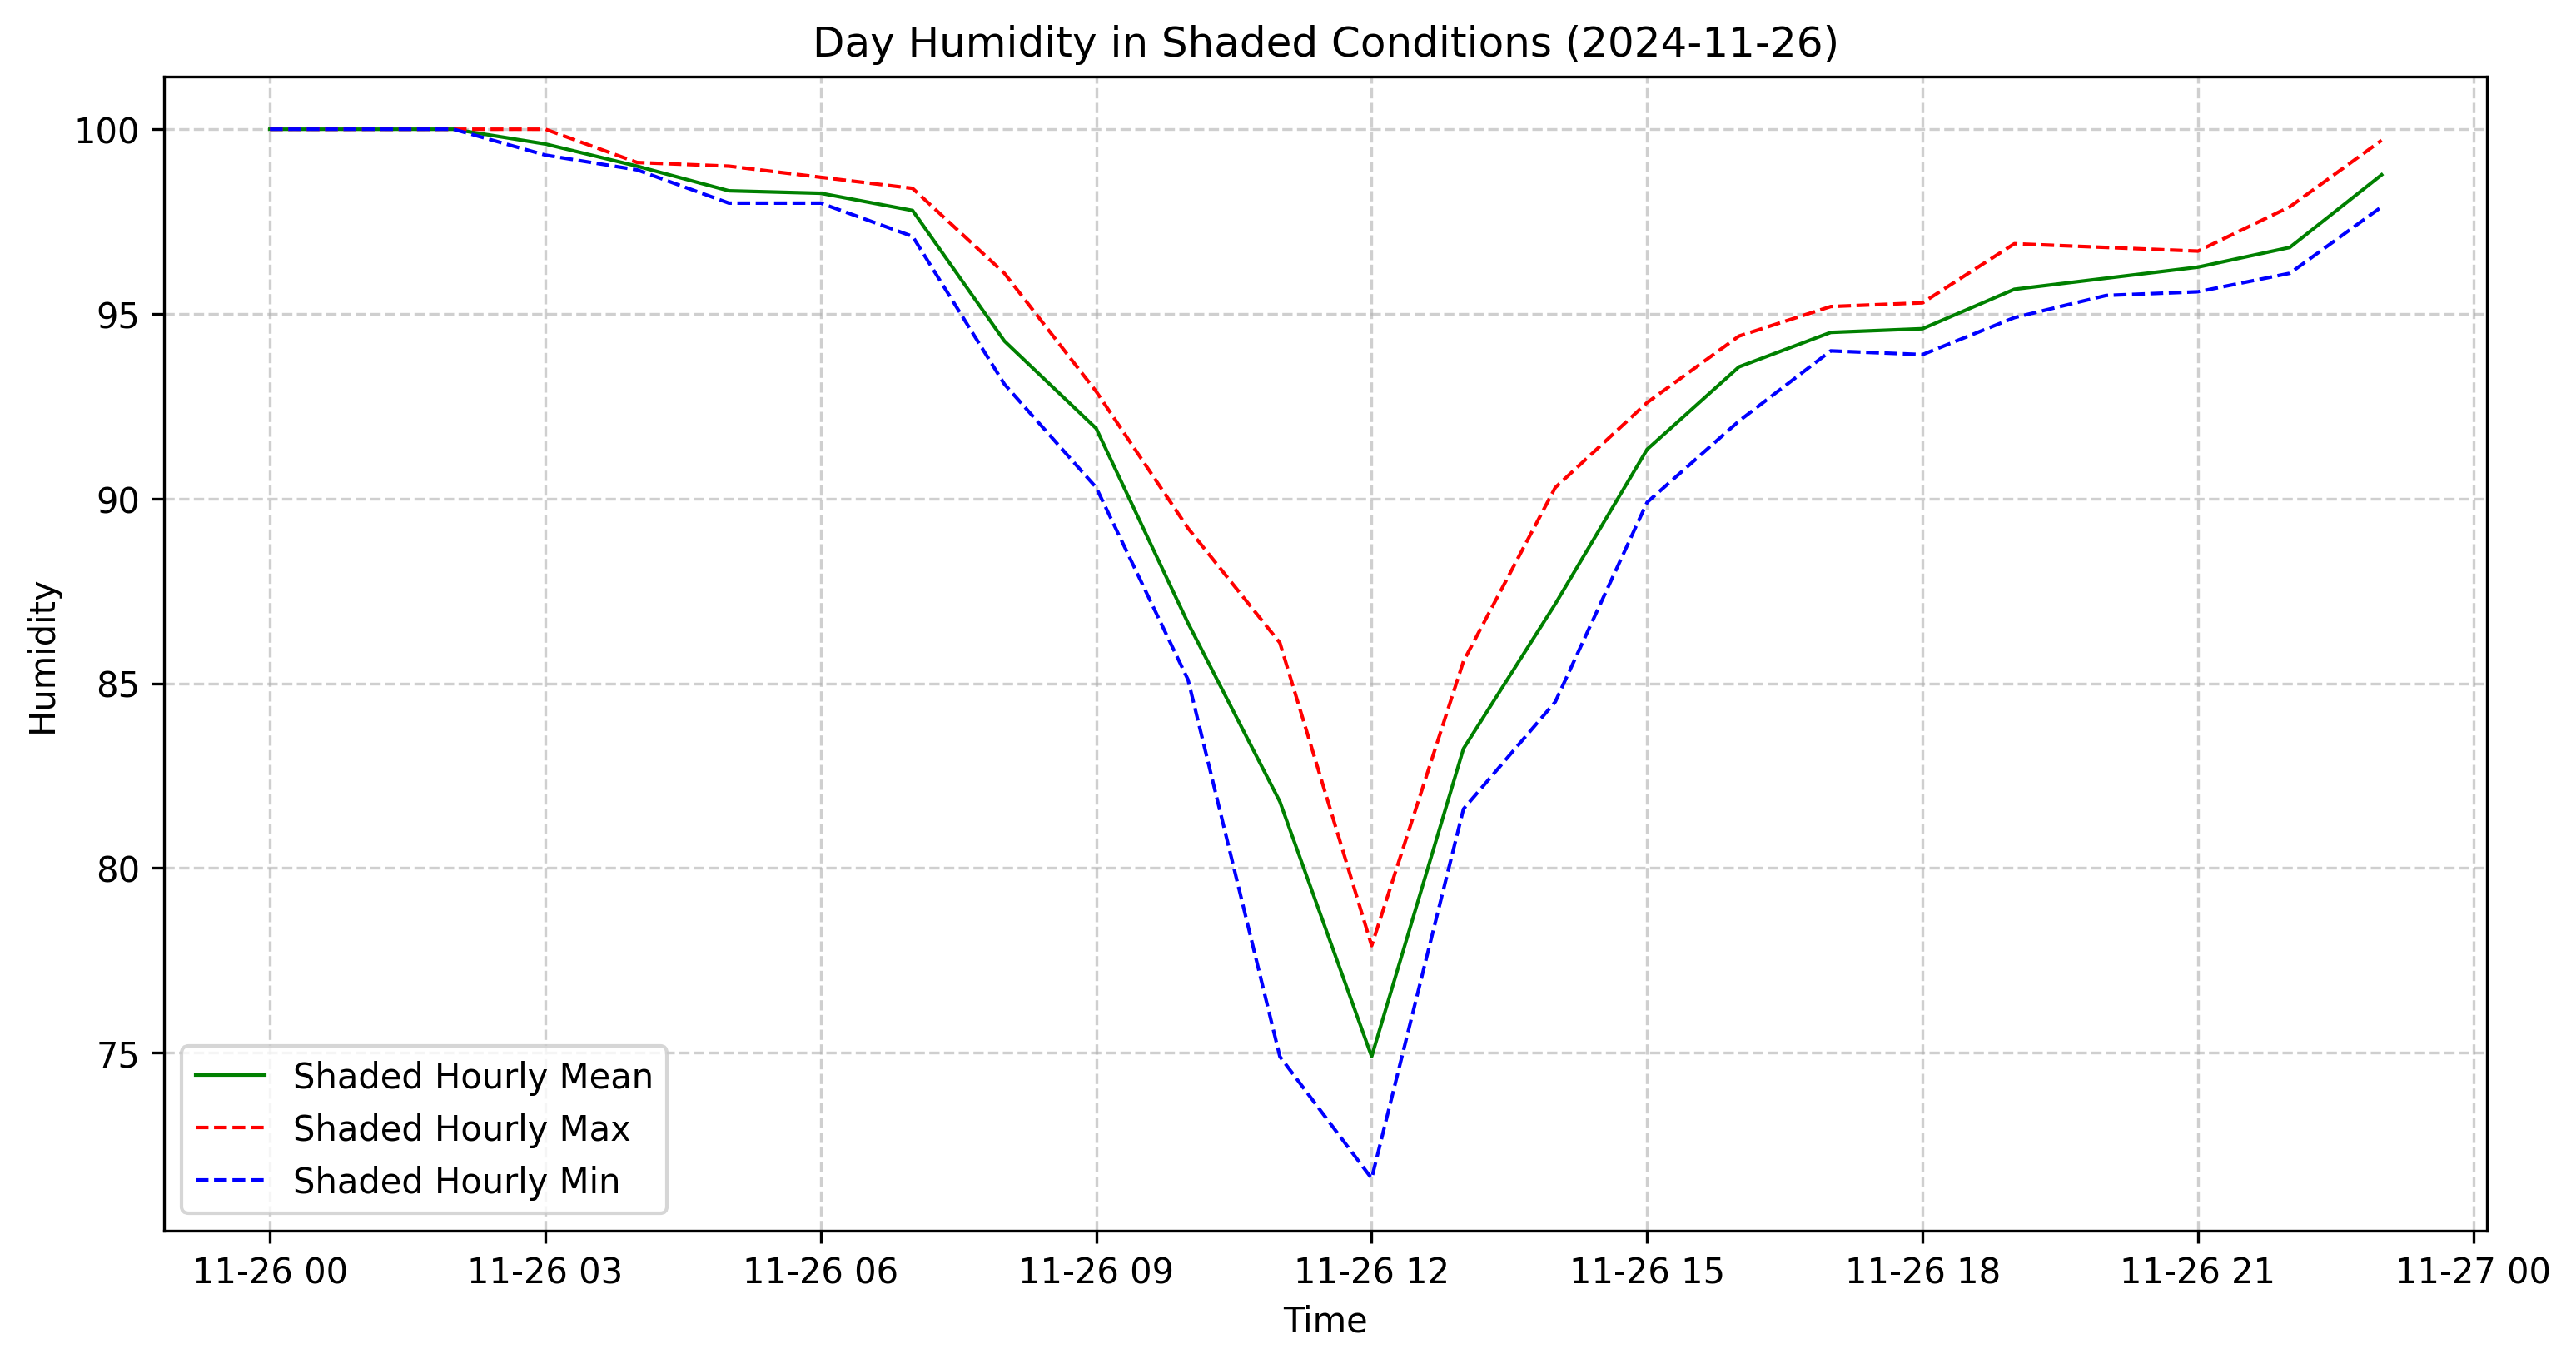 Day Humidity in Shaded Conditions (2024-11-26)
100
95
90
85
80
75
Humidity
Shaded Hourly Mean
Shaded Hourly Max
Shaded Hourly Min
11-26 00
11-26 03
11-26 06
11-26 09
11-26 12
11-26 15
11-26 18
11-26 21
11-27 00
Time